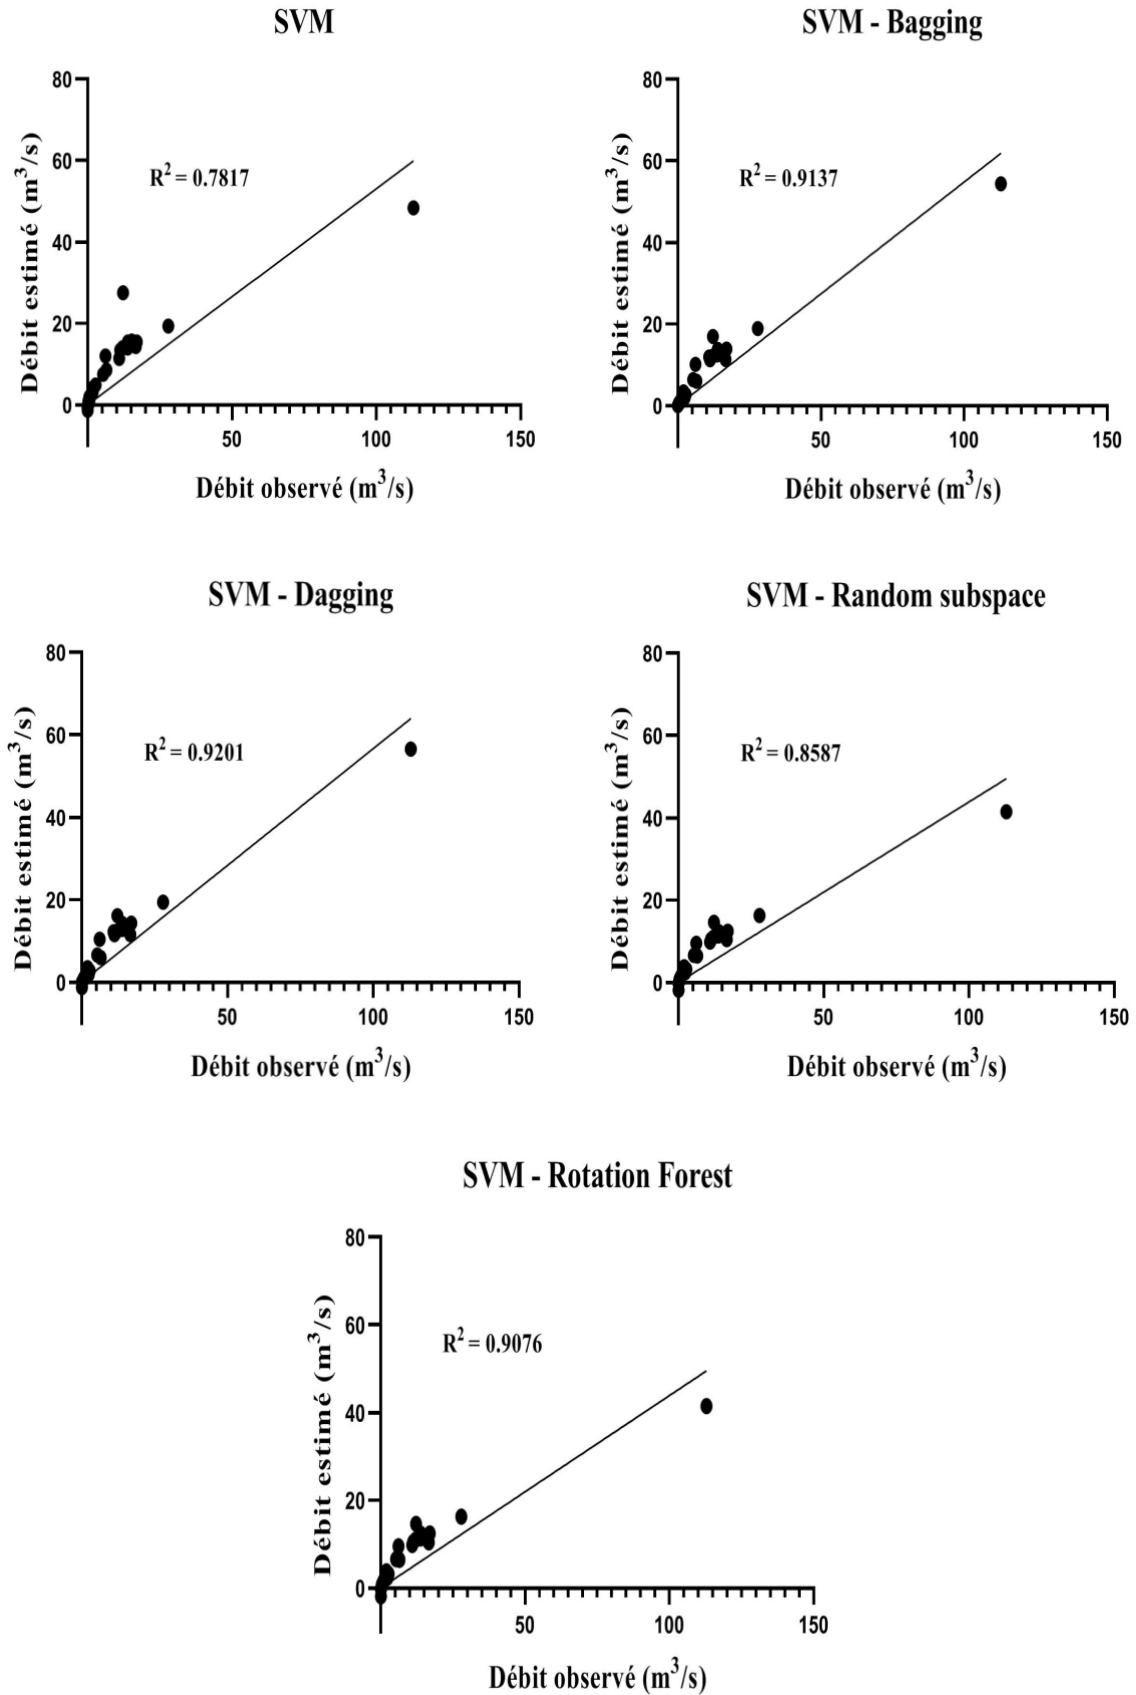 SVM
80
60
40
20
0
50
100
150
R² = 0.7817
Débit estimé (m³/s)
Débit observé (m³/s)
SVM - Bagging
80
60
40
20
0
50
100
150
R² = 0.9137
Débit estimé (m³/s)
Débit observé (m³/s)
SVM - Dagging
80
60
40
20
0
50
100
150
R² = 0.9201
Débit estimé (m³/s)
Débit observé (m³/s)
SVM - Random subspace
80
60
40
20
0
50
100
150
R² = 0.8587
Débit estimé (m³/s)
Débit observé (m³/s)
SVM - Rotation Forest
80
60
40
20
0
50
100
150
R² = 0.9076
Débit estimé (m³/s)
Débit observé (m³/s)